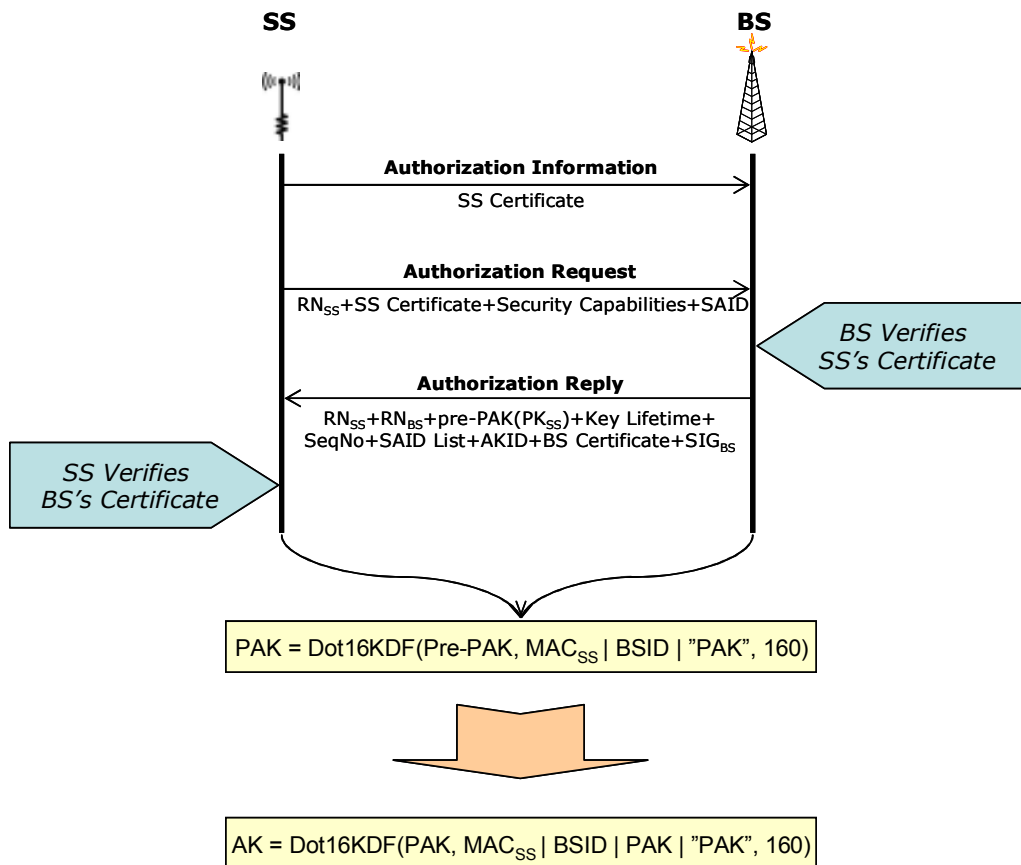 SS
BS
Authorization Information
SS Certificate
Authorization Request
RNSS+SS Certificate+Security Capabilities+SAID
BS Verifies
SS's Certificate
Authorization Reply
RNSS+RNBS+pre-PAK(PKSS)+Key Lifetime+
SeqNo+SAID List+AKID+BS Certificate+SIGBS
SS Verifies
BS's Certificate
PAK = Dot16KDF(Pre-PAK, MACSS | BSID | ”PAK”, 160)
AK = Dot16KDF(PAK, MACSS | BSID | PAK | ”PAK”, 160)